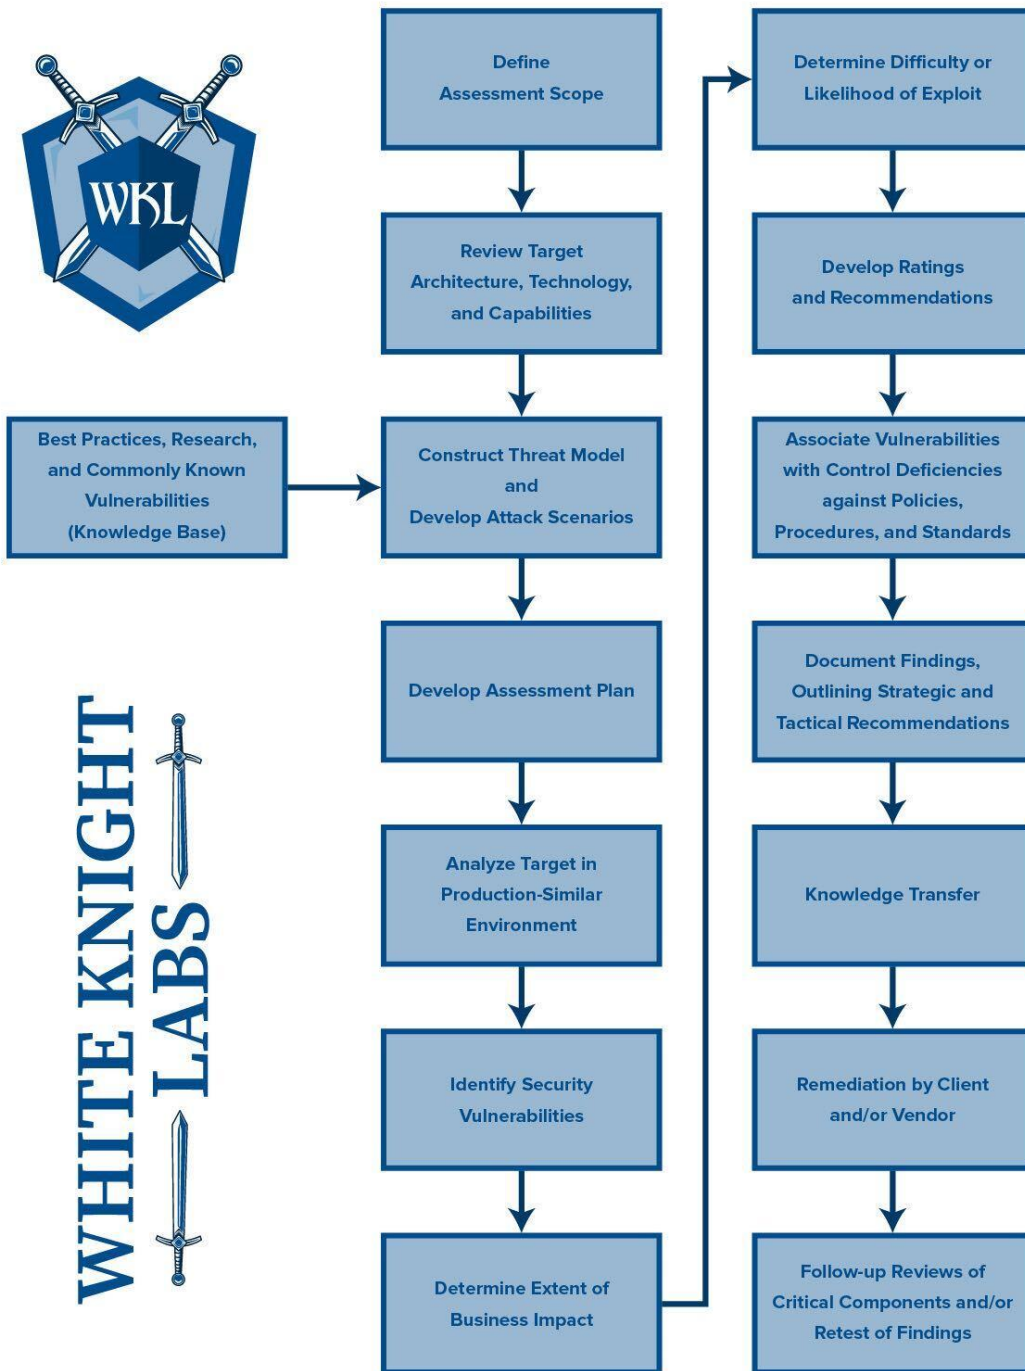 WKL
Define
Assessment Scope
Review Target
Architecture, Technology,
and Capabilities
Best Practices, Research,
and Commonly Known
Vulnerabilities
(Knowledge Base)
Construct Threat Model
and
Develop Attack Scenarios
Develop Assessment Plan
Analyze Target in
Production-Similar
Environment
Identify Security
Vulnerabilities
Determine Extent of
Business Impact
Determine Difficulty or
Likelihood of Exploit
Develop Ratings
and Recommendations
Associate Vulnerabilities
with Control Deficiencies
against Policies,
Procedures, and Standards
Document Findings,
Outlining Strategic and
Tactical Recommendations
Knowledge Transfer
Remediation by Client
and/or Vendor
Follow-up Reviews of
Critical Components and/or
Retest of Findings
WHITE KNIGHT
LABS